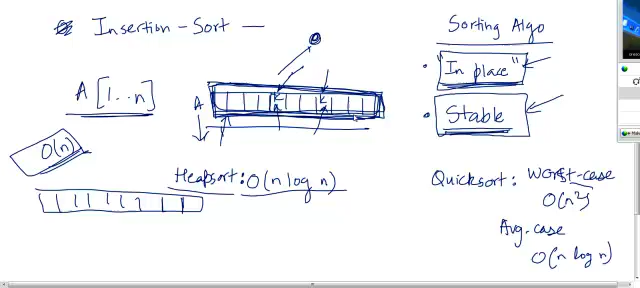 Insertion-Sort —
Sorting Algo
"In place"
A [1..n]
A
Stable
O(n)
Heapsort: O(n log n)
Quicksort: Worst-case
O(n²)
Avg. case
O(n log n)